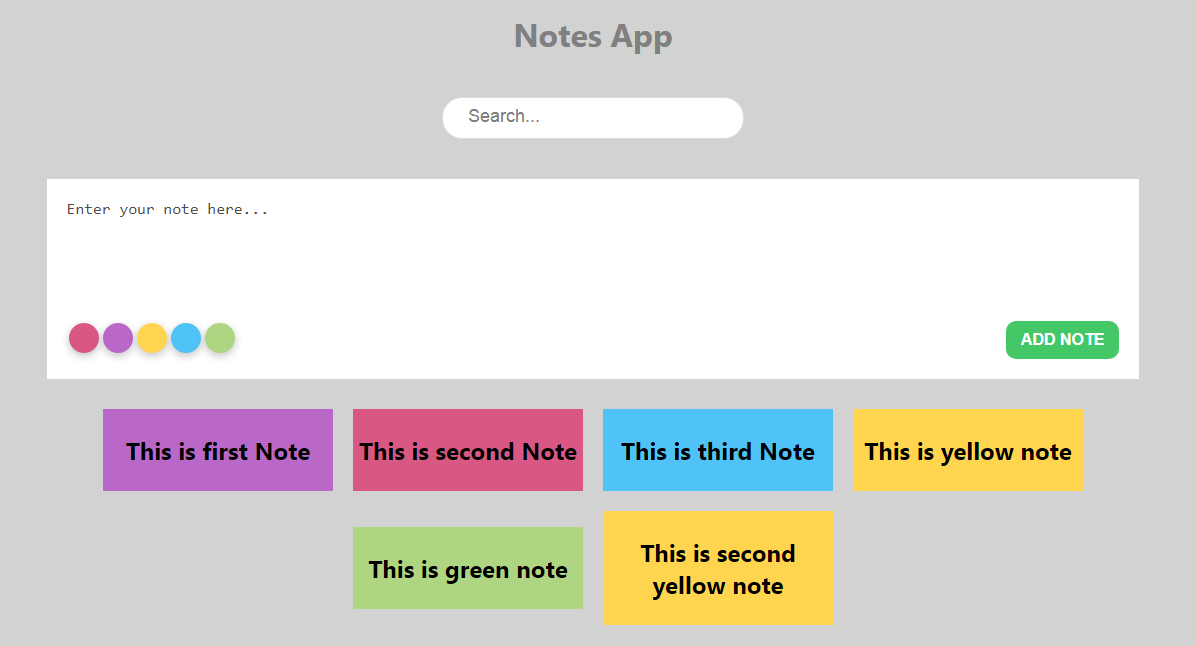 Notes App
Search...
Enter your note here...
ADD NOTE
This is first Note
This is second Note
This is third Note
This is yellow note
This is green note
This is second
yellow note